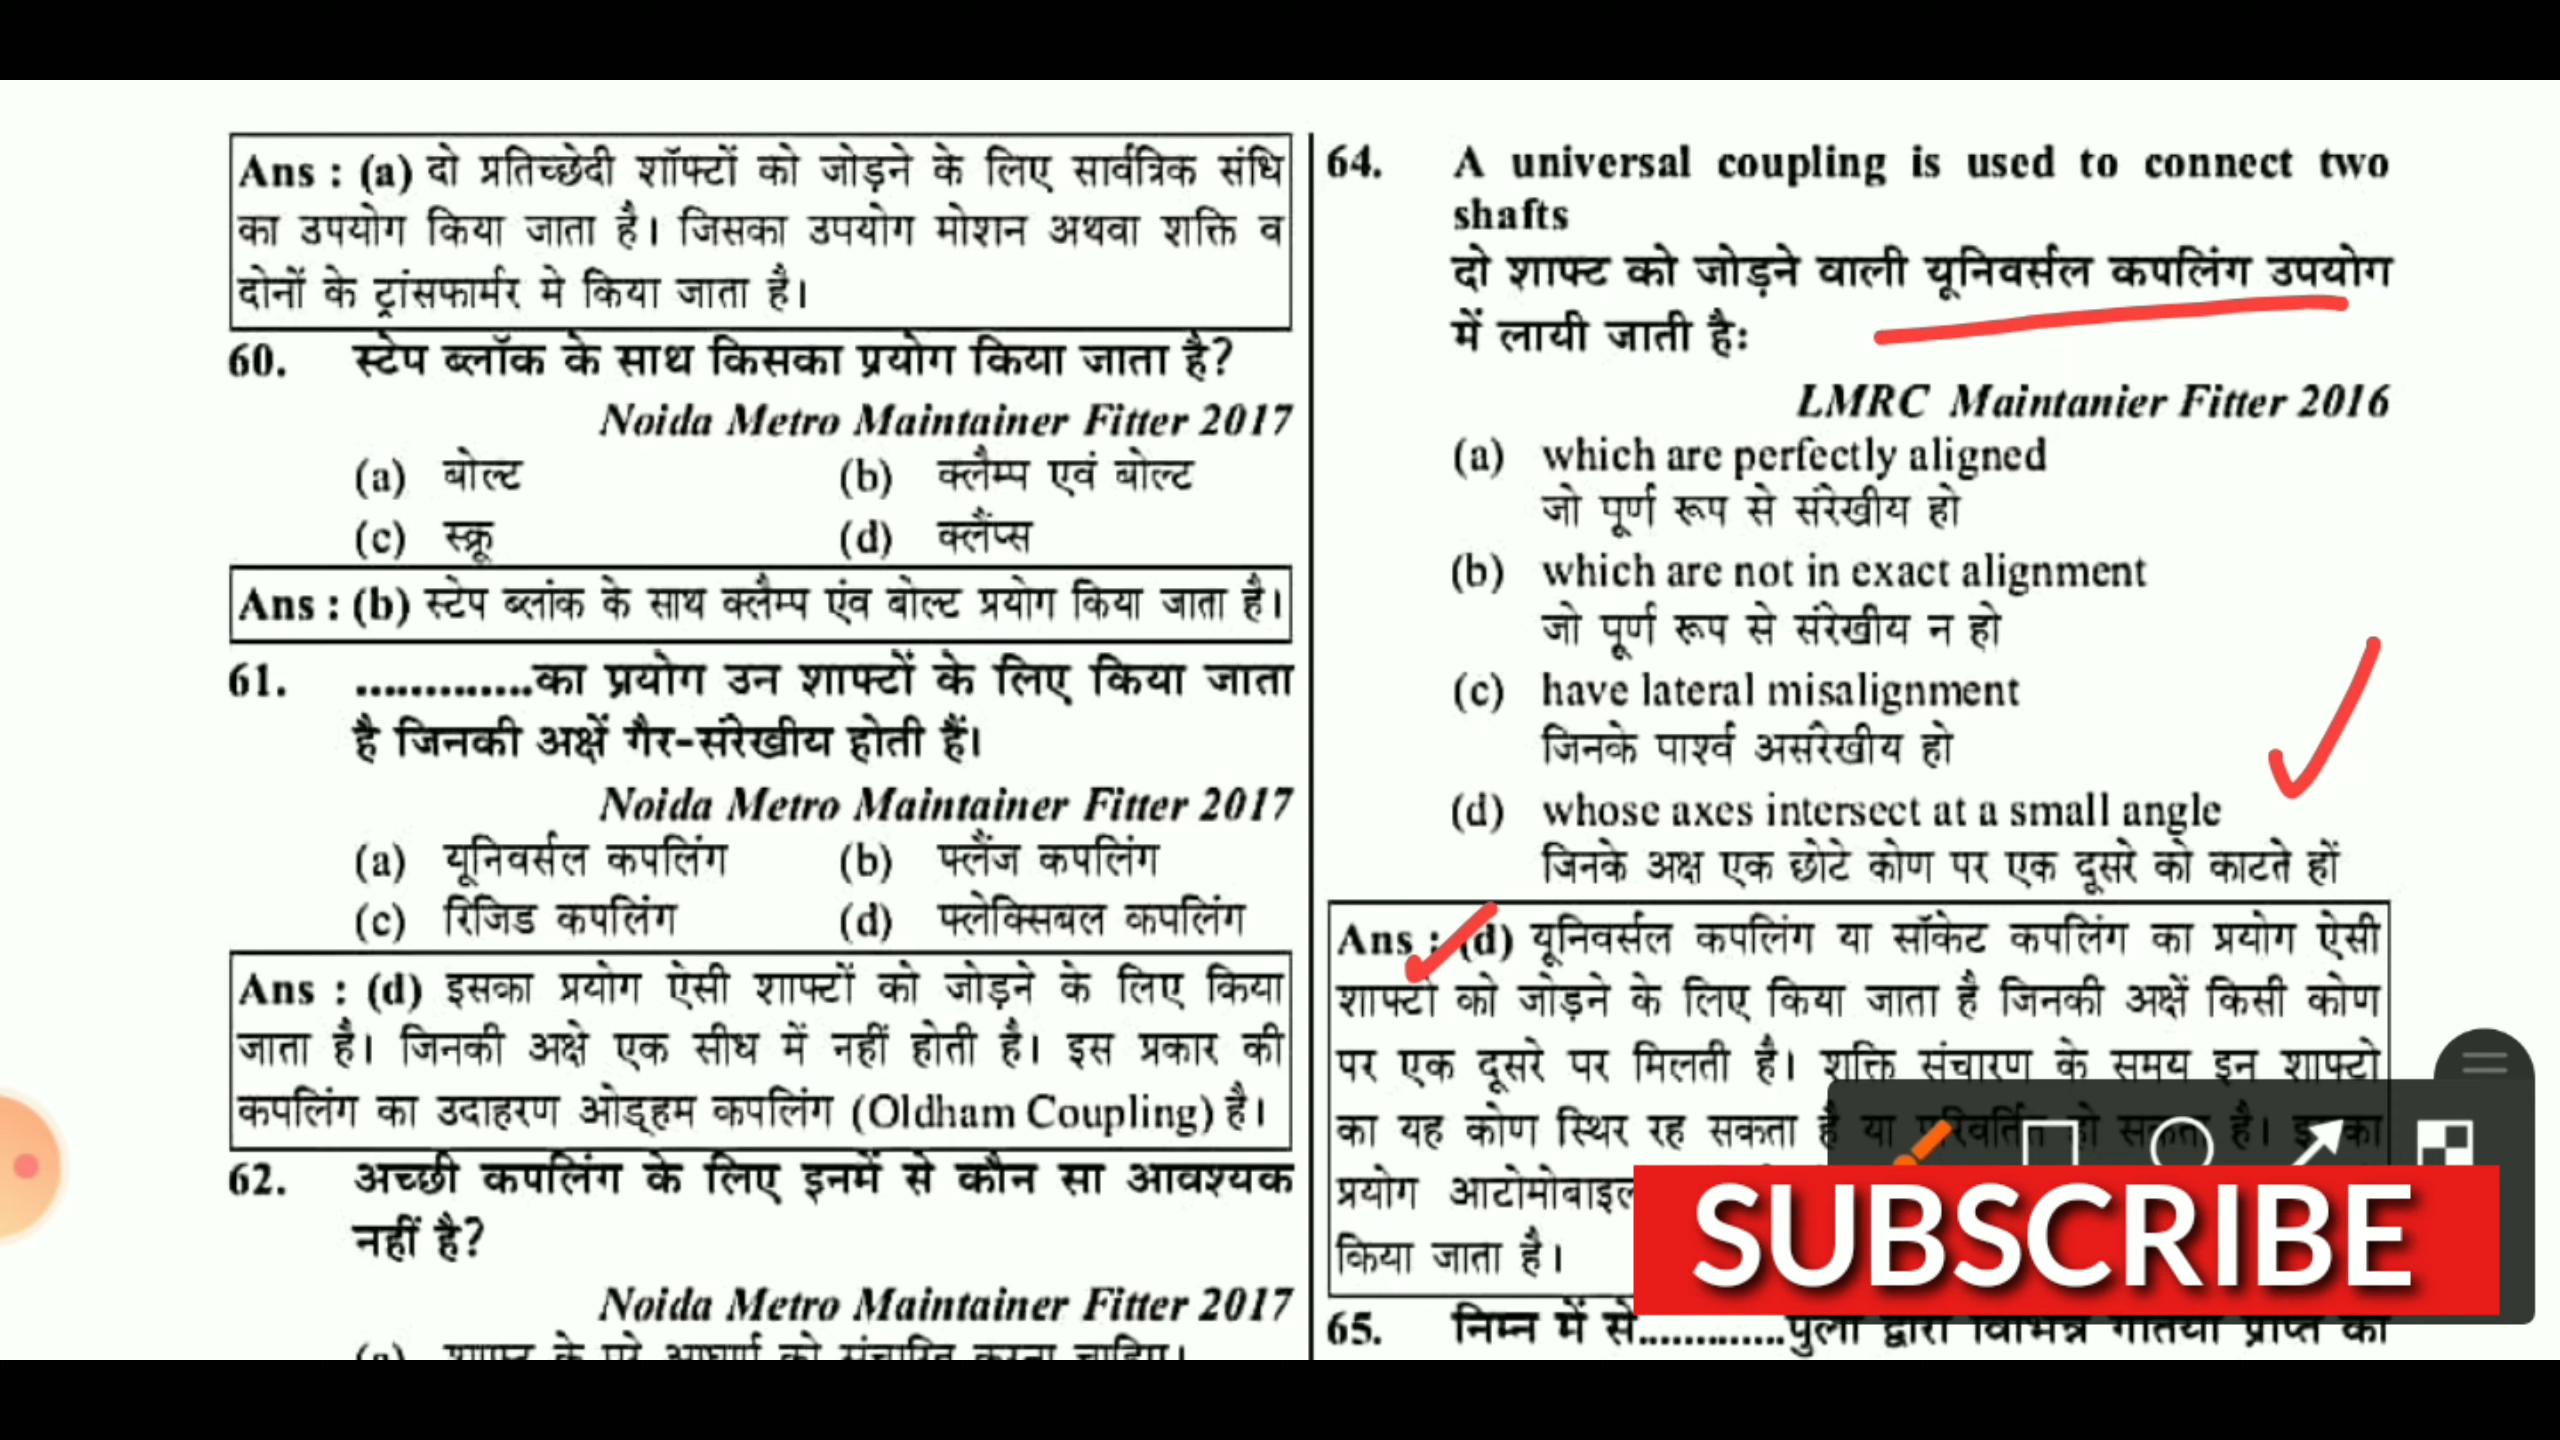 Ans : (a) दो प्रतिच्छेदी शॉफ्टों को जोड़ने के लिए सार्वत्रिक संधि
का उपयोग किया जाता है। जिसका उपयोग मोशन अथवा शक्ति व
दोनों के ट्रांसफार्मर मे किया जाता है।
60. स्टेप ब्लॉक के साथ किसका प्रयोग किया जाता है?
Noida Metro Maintainer Fitter 2017
(a) बोल्ट (b) क्लैम्प एवं बोल्ट
(c) स्क्रू (d) क्लैंप्स
Ans : (b) स्टेप ब्लांक के साथ क्लैम्प एंव बोल्ट प्रयोग किया जाता है।
61. .............का प्रयोग उन शाफ्टों के लिए किया जाता
है जिनकी अक्षें गैर-संरेखीय होती हैं।
Noida Metro Maintainer Fitter 2017
(a) यूनिवर्सल कपलिंग (b) फ्लैंज कपलिंग
(c) रिजिड कपलिंग (d) फ्लेक्सिबल कपलिंग
Ans : (d) इसका प्रयोग ऐसी शाफ्टों को जोड़ने के लिए किया
जाता है। जिनकी अक्षे एक सीध में नहीं होती है। इस प्रकार की
कपलिंग का उदाहरण ओड्हम कपलिंग (Oldham Coupling) है।
62. अच्छी कपलिंग के लिए इनमें से कौन सा आवश्यक
नहीं है?
Noida Metro Maintainer Fitter 2017
64. A universal coupling is used to connect two
shafts
दो शाफ्ट को जोड़ने वाली यूनिवर्सल कपलिंग उपयोग
में लायी जाती हैः
LMRC Maintanier Fitter 2016
(a) which are perfectly aligned
जो पूर्ण रूप से संरेखीय हो
(b) which are not in exact alignment
जो पूर्ण रूप से संरेखीय न हो
(c) have lateral misalignment
जिनके पार्श्व असंरेखीय हो
(d) whose axes intersect at a small angle
जिनके अक्ष एक छोटे कोण पर एक दूसरे को काटते हों
Ans : (d) यूनिवर्सल कपलिंग या सॉकेट कपलिंग का प्रयोग ऐसी
शाफ्टों को जोड़ने के लिए किया जाता है जिनकी अक्षें किसी कोण
पर एक दूसरे पर मिलती है। शक्ति संचारण के समय इन शाफ्टो
का यह कोण स्थिर रह सकता है या परिवर्तित हो सकता है। इसका
प्रयोग आटोमोबाइल
किया जाता है।
SUBSCRIBE
65. निम्न में से.............पुली द्वारा विभिन्न गतियां प्राप्त की